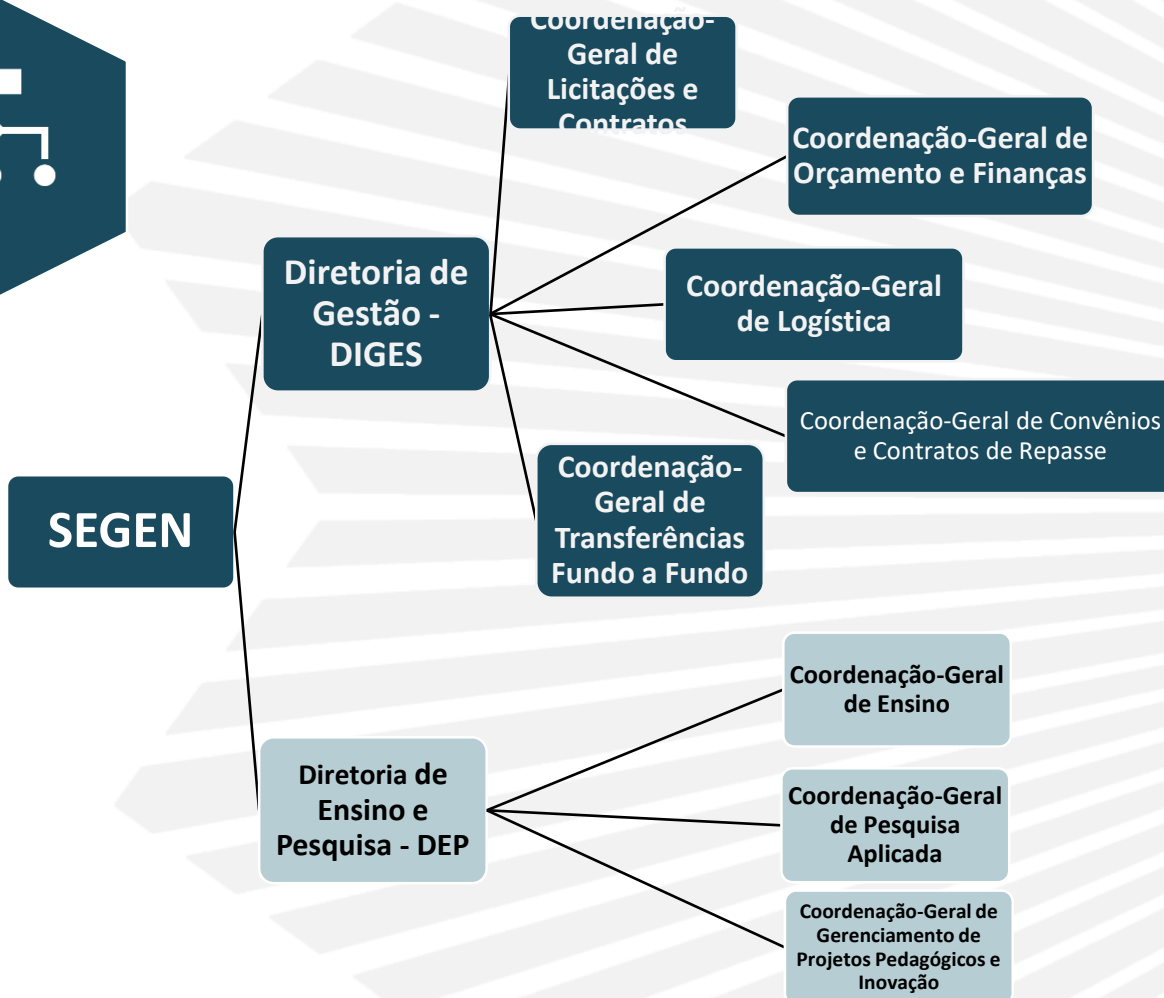 Coordenação-
Geral de
Licitações e
Contratos
Coordenação-Geral de
Orçamento e Finanças
Diretoria de
Gestão -
DIGES
Coordenação-Geral
de Logística
Coordenação-Geral de Convênios
e Contratos de Repasse
Coordenação-
Geral de
Transferências
Fundo a Fundo
SEGEN
Coordenação-Geral
de Ensino
Diretoria de
Ensino e
Pesquisa - DEP
Coordenação-Geral
de Pesquisa
Aplicada
Coordenação-Geral de
Gerenciamento de
Projetos Pedagógicos e
Inovação